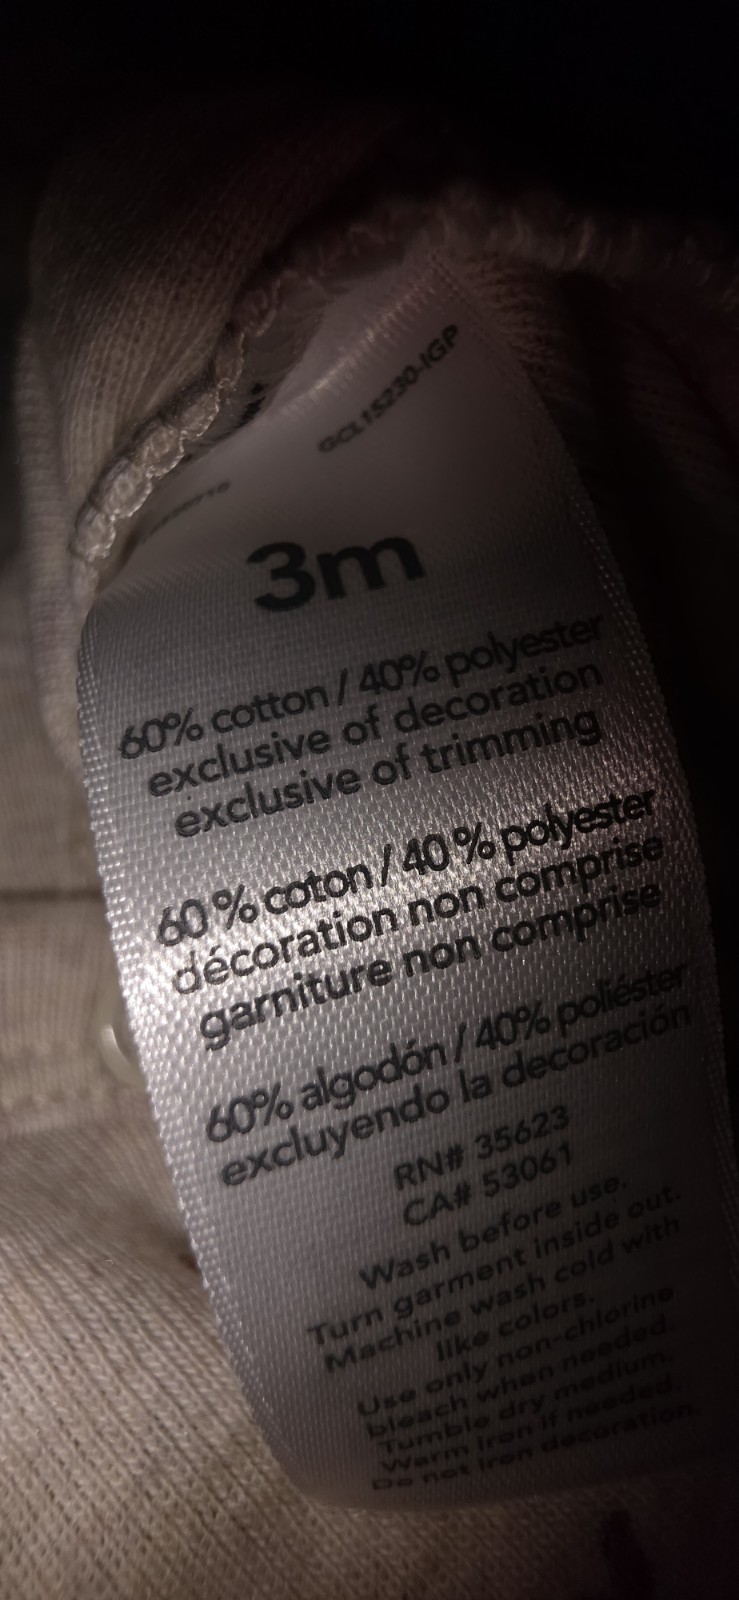 GCL15230-IGP
3m
60% cotton / 40% polyester
exclusive of decoration
exclusive of trimming
60 % coton / 40 % polyester
décoration non comprise
garniture non comprise
60% algodón / 40% poliéster
excluyendo la decoración
RN# 35623
CA# 53061
Wash before use.
Turn garment inside out.
Machine wash cold with
like colors.
Use only non-chlorine
bleach when needed.
Tumble dry medium.
Warm iron if needed.
Do not iron decoration.